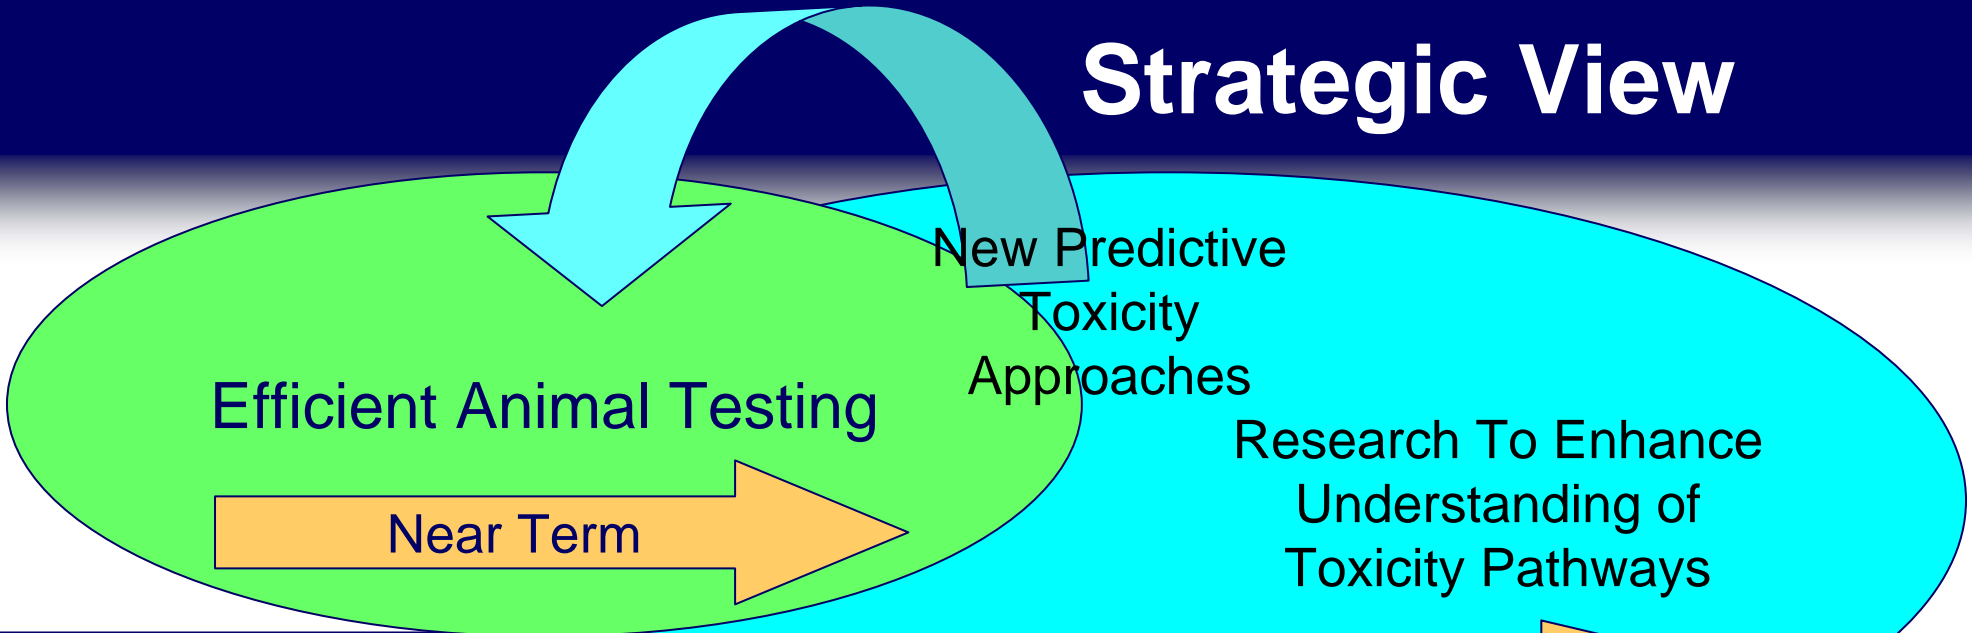 Strategic View
New Predictive
Toxicity
Approaches
Efficient Animal Testing
Near Term
Research To Enhance
Understanding of
Toxicity Pathways